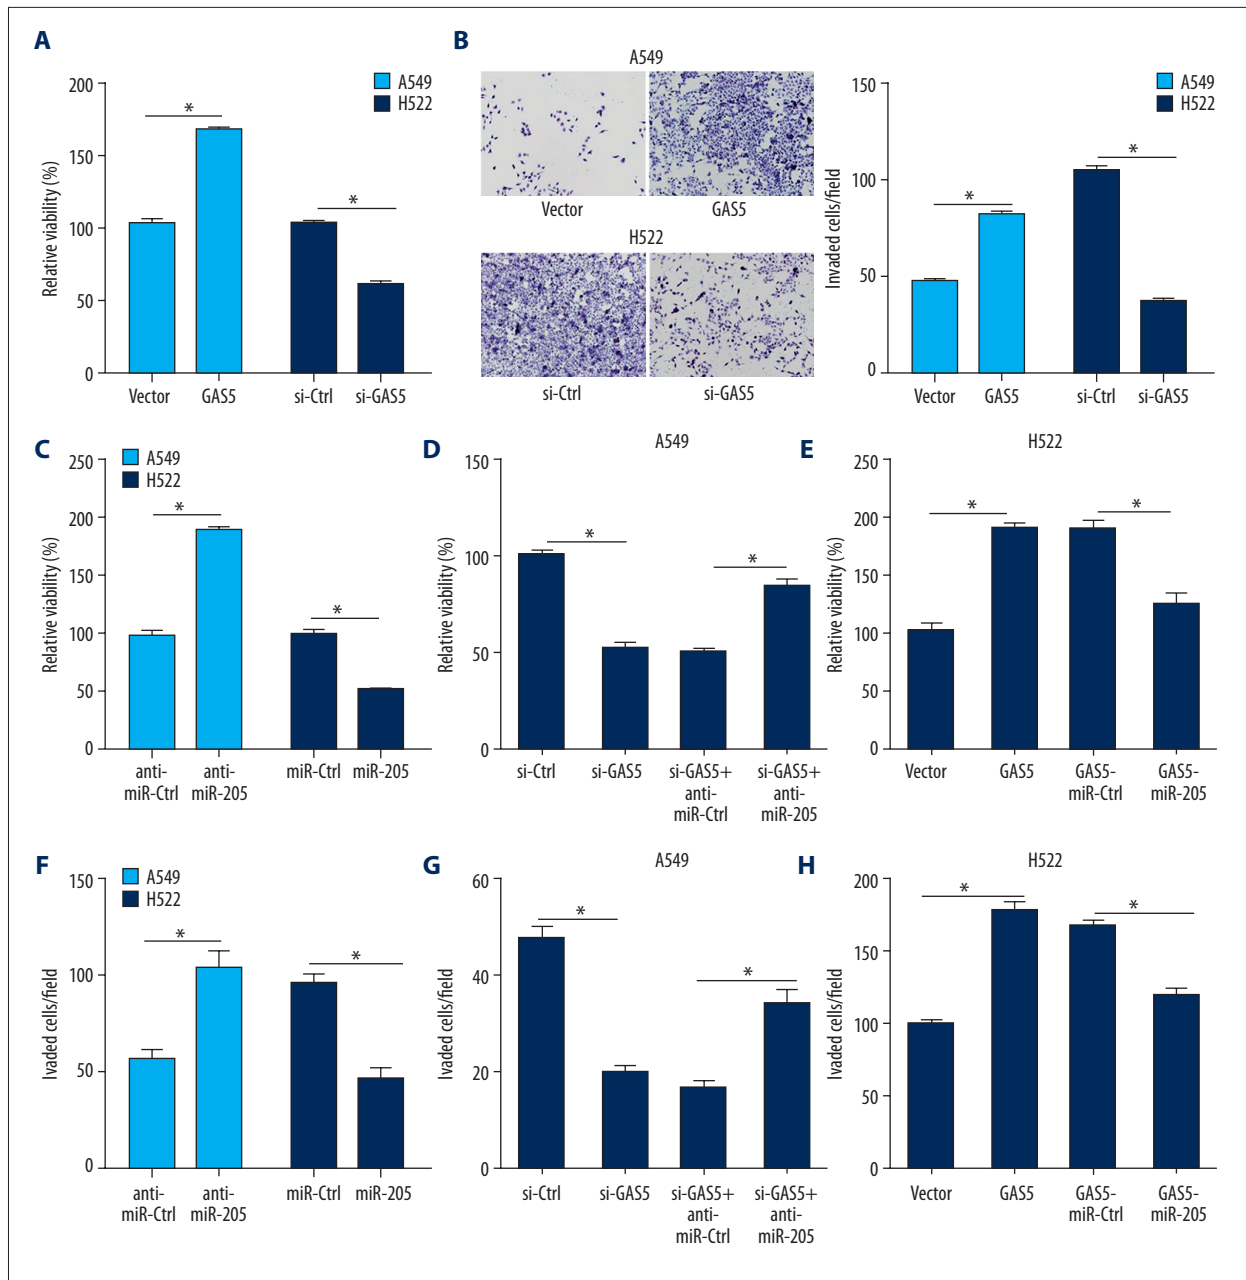 A
Relative viability (%)
200
150
100
50
0
A549
H522
*
*
Vector
GAS5
si-Ctrl
si-GAS5
B
A549
Vector
GAS5
H522
si-Ctrl
si-GAS5
Invaded cells/field
150
100
50
0
A549
H522
*
*
Vector
GAS5
si-Ctrl
si-GAS5
C
Relative viability (%)
250
200
150
100
50
0
A549
H522
*
*
anti-
miR-Ctrl
anti-
miR-205
miR-Ctrl
miR-205
D
A549
Relative viability (%)
150
100
50
0
*
*
si-Ctrl
si-GAS5
si-GAS5+
anti-
miR-Ctrl
si-GAS5+
anti-
miR-205
E
H522
Relative viability (%)
250
200
150
100
50
0
*
*
Vector
GAS5
GAS5-
miR-Ctrl
GAS5-
miR-205
F
Ivaded cells/field
150
100
50
0
A549
H522
*
*
anti-
miR-Ctrl
anti-
miR-205
miR-Ctrl
miR-205
G
A549
Ivaded cells/field
60
40
20
0
*
*
si-Ctrl
si-GAS5
si-GAS5+
anti-
miR-Ctrl
si-GAS5+
anti-
miR-205
H
H522
Ivaded cells/field
200
150
100
50
0
*
*
Vector
GAS5
GAS5-
miR-Ctrl
GAS5-
miR-205